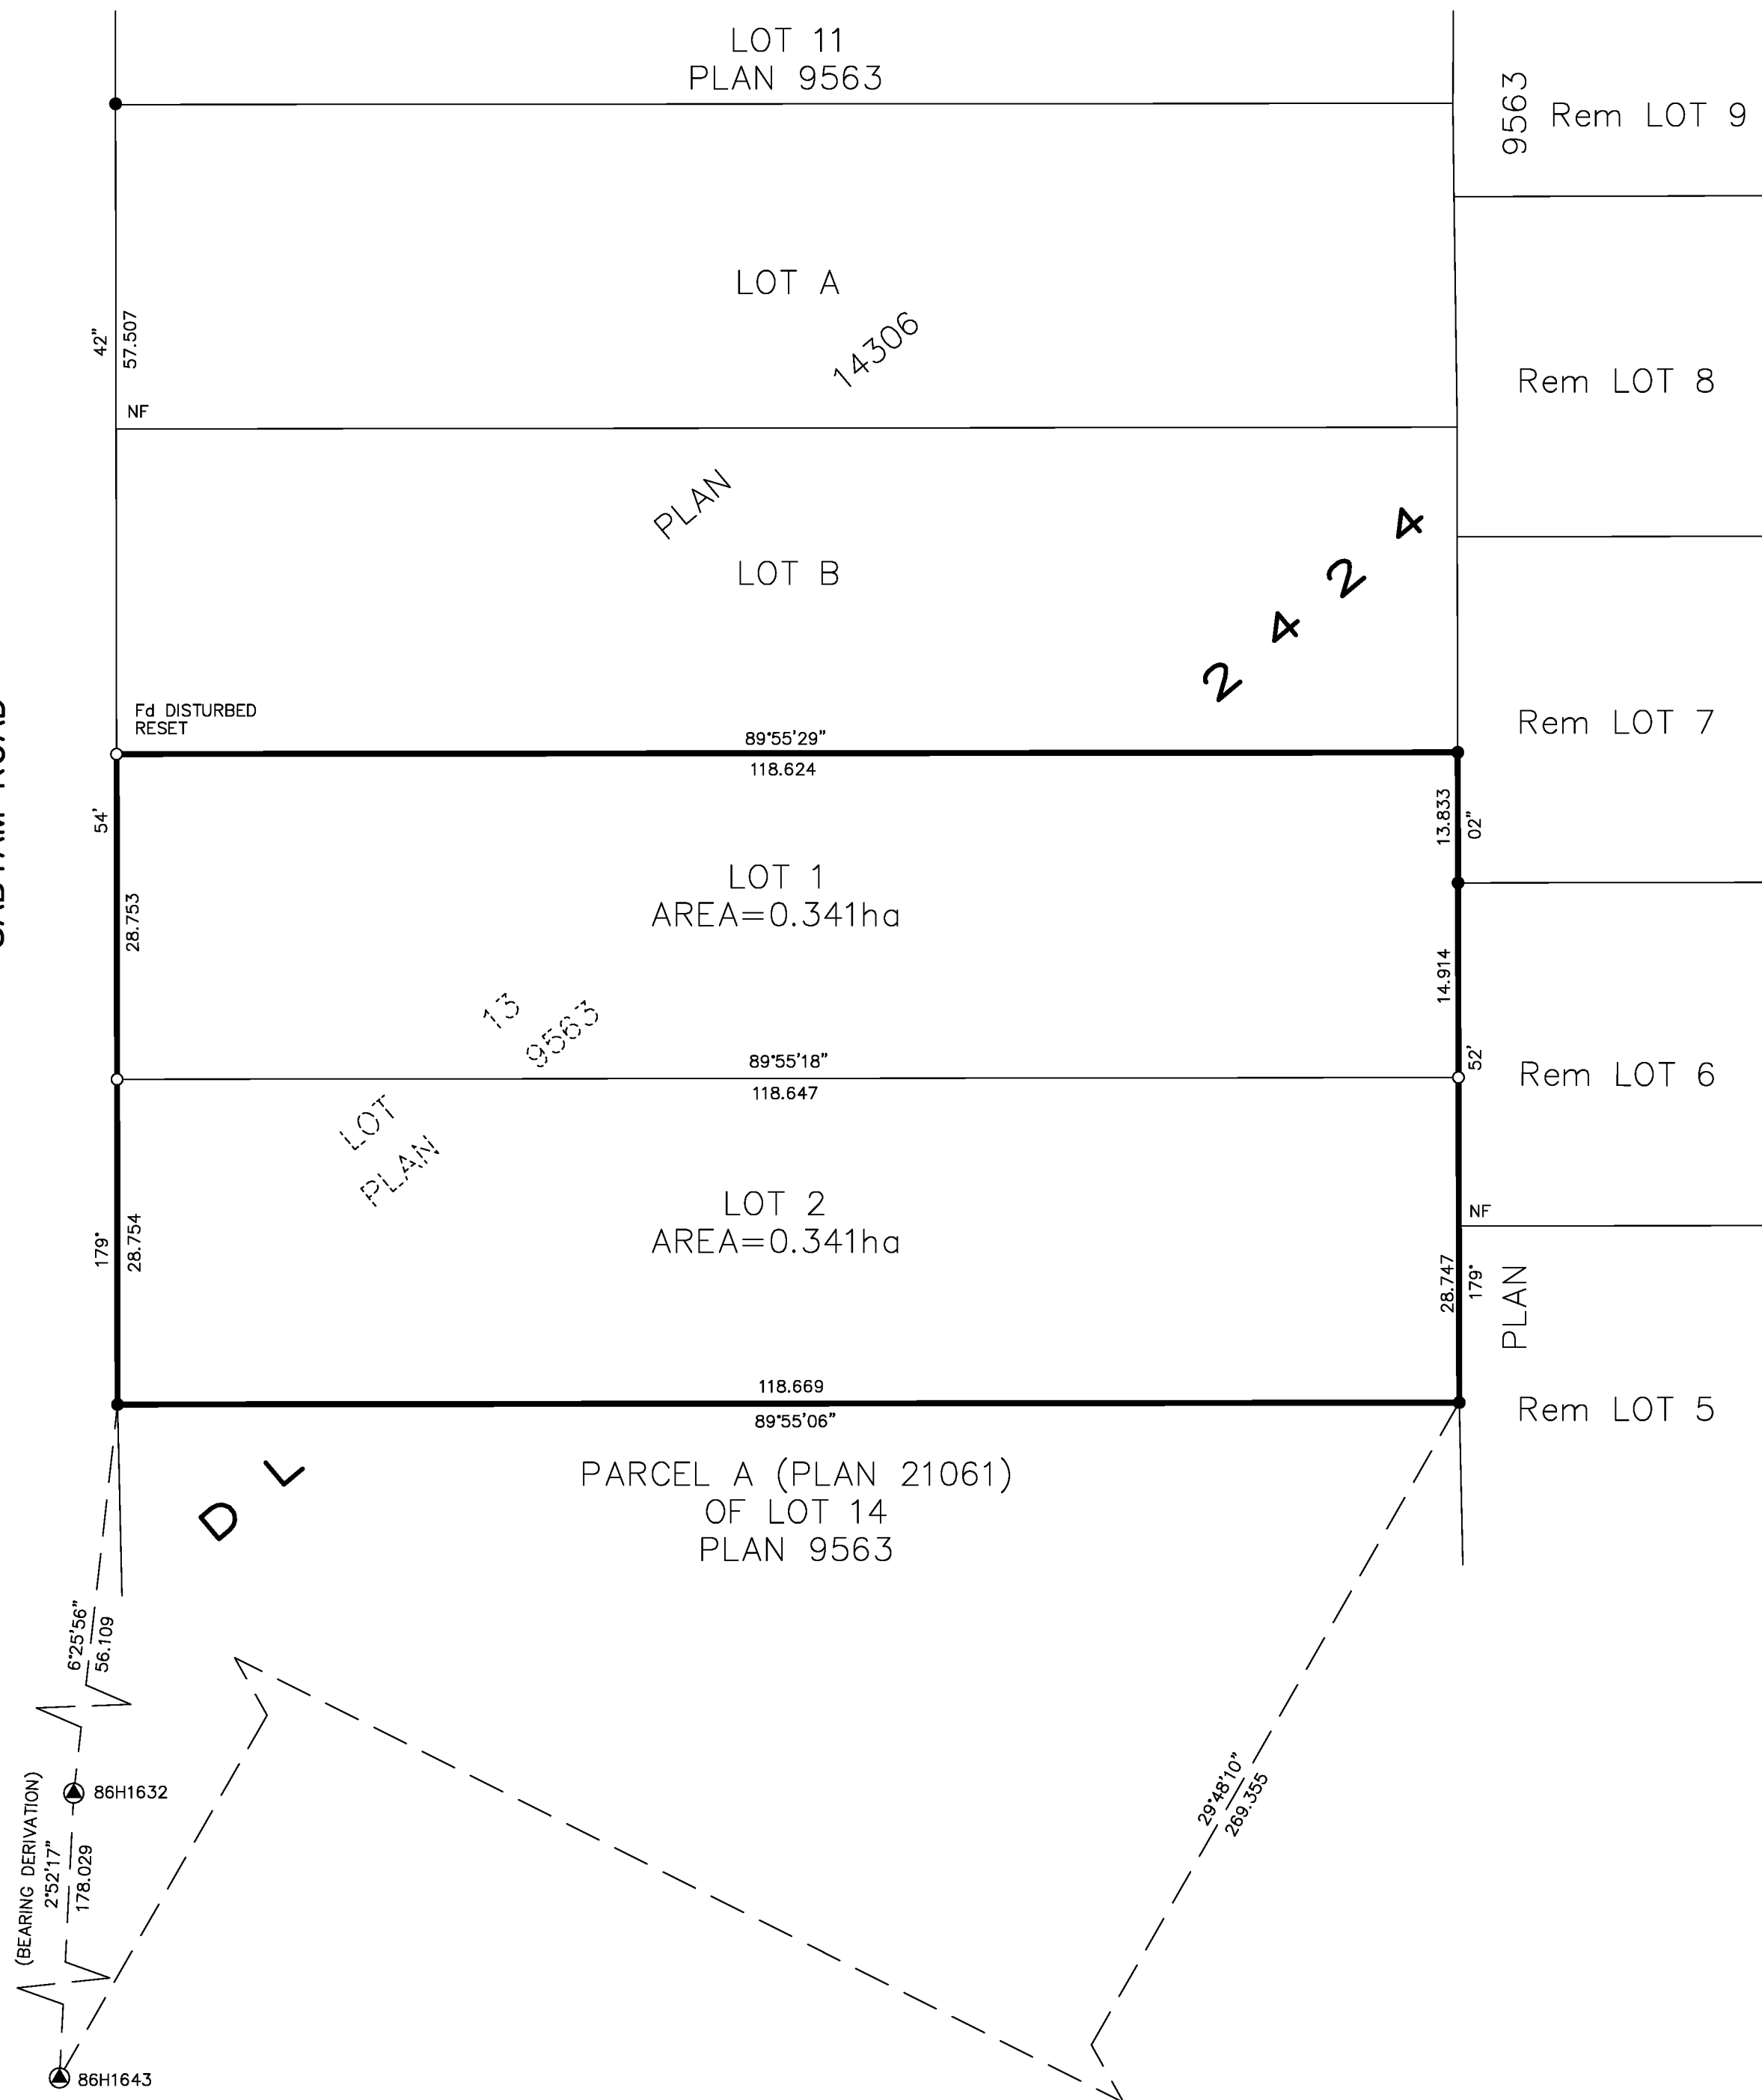 LOT 11
PLAN 9563
9563
Rem LOT 9
LOT A
14306
42"
57.507
Rem LOT 8
NF
PLAN
2 4 2 4
LOT B
Fd DISTURBED
RESET
Rem LOT 7
89°55'29"
118.624
54'
28.753
13.833
02"
LOT 1
AREA=0.341ha
14.914
13
9563
89°55'18"
118.647
52'
Rem LOT 6
LOT
PLAN
LOT 2
AREA=0.341ha
179°
28.754
NF
28.747
179°
PLAN
118.669
89°55'06"
Rem LOT 5
D L
PARCEL A (PLAN 21061)
OF LOT 14
PLAN 9563
6°25'56"
56.109
29°48'10"
269.355
86H1632
(BEARING DERIVATION)
2°52'17"
178.029
86H1643